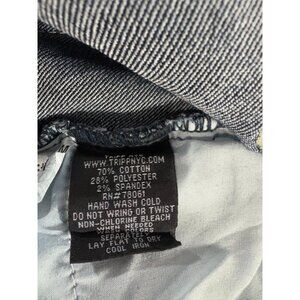 WWW.TRIPPNYC.COM
70% COTTON
28% POLYESTER
2% SPANDEX
RN# 78061
HAND WASH COLD
DO NOT WRING OR TWIST
NON-CHLORINE BLEACH
WHEN NEEDED
SEPARATELY
LAY FLAT TO DRY
COOL IRON